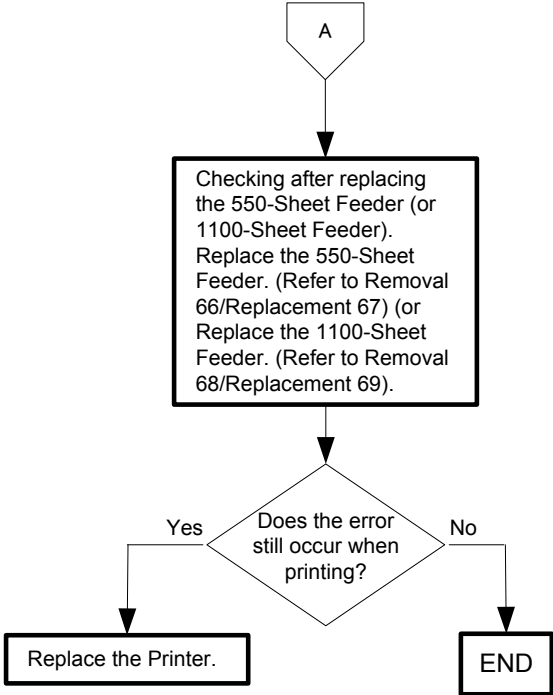 A
Checking after replacing
the 550-Sheet Feeder (or
1100-Sheet Feeder).
Replace the 550-Sheet
Feeder. (Refer to Removal
66/Replacement 67) (or
Replace the 1100-Sheet
Feeder. (Refer to Removal
68/Replacement 69).
Does the error
still occur when
printing?
Yes
No
Replace the Printer.
END